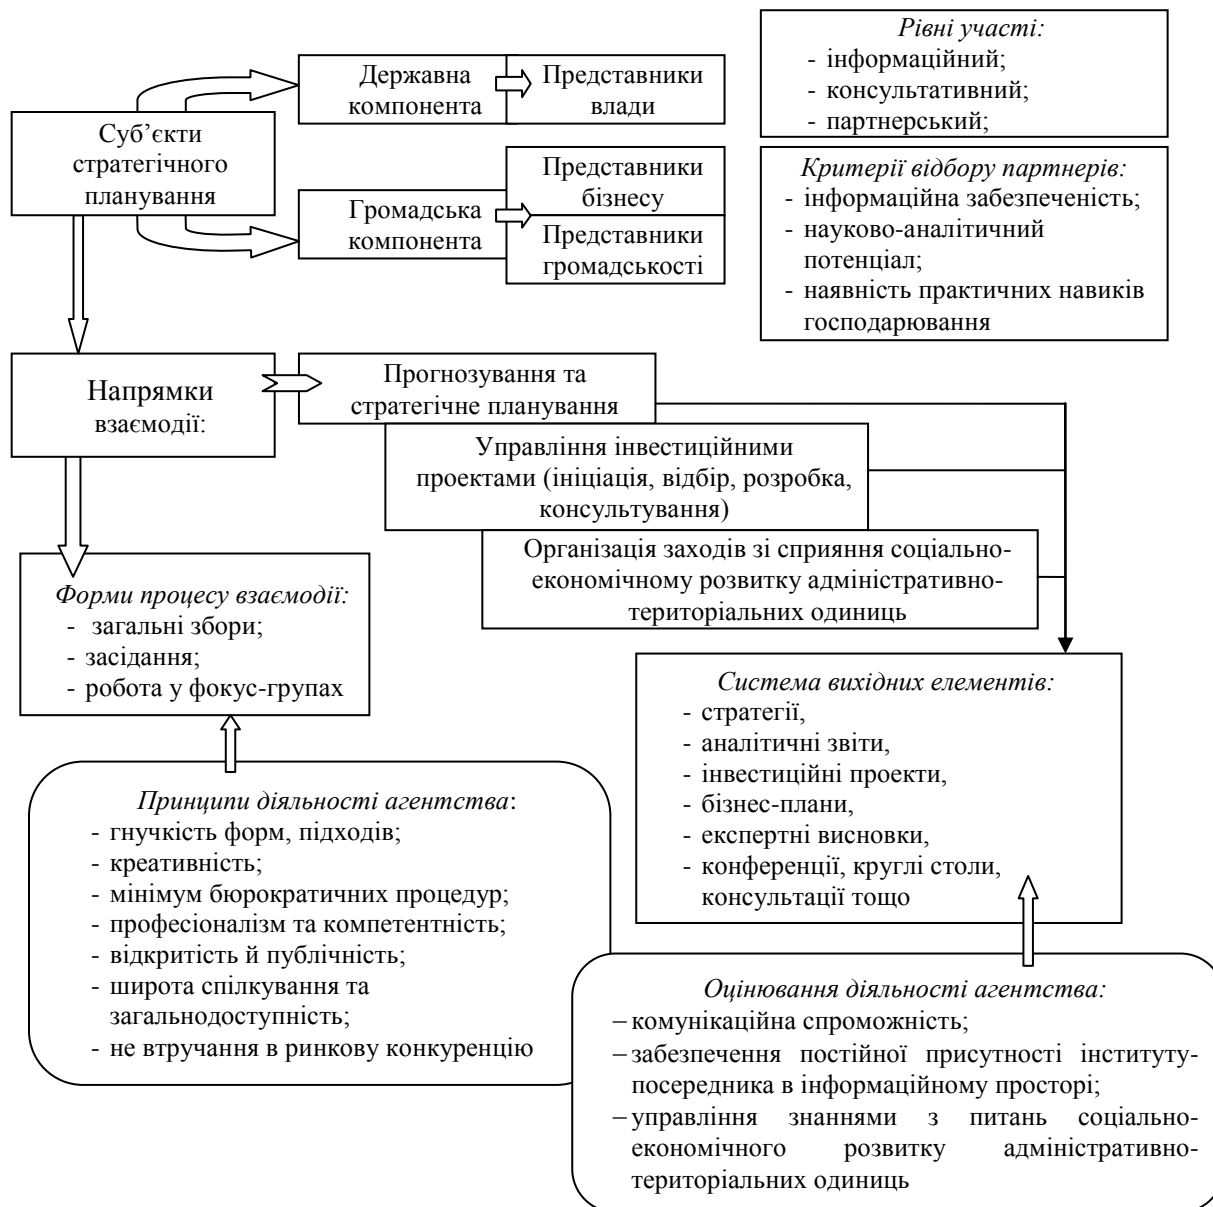 Суб’єкти
стратегічного
планування
Державна
компонента
Представники
влади
Громадська
компонента
Представники
бізнесу
Представники
громадськості
Рівні участі:
- інформаційний;
- консультативний;
- партнерський;
Критерії відбору партнерів:
- інформаційна забезпеченість;
- науково-аналітичний
потенціал;
- наявність практичних навиків
господарювання
Напрямки
взаємодії:
Прогнозування та
стратегічне планування
Управління інвестиційними
проектами (ініціація, відбір, розробка,
консультування)
Організація заходів зі сприяння соціально-
економічному розвитку адміністративно-
територіальних одиниць
Форми процесу взаємодії:
- загальні збори;
- засідання;
- робота у фокус-групах
Система вихідних елементів:
- стратегії,
- аналітичні звіти,
- інвестиційні проекти,
- бізнес-плани,
- експертні висновки,
- конференції, круглі столи,
консультації тощо
Принципи діяльності агентства:
- гнучкість форм, підходів;
- креативність;
- мінімум бюрократичних процедур;
- професіоналізм та компетентність;
- відкритість й публічність;
- широта спілкування та
загальнодоступність;
- не втручання в ринкову конкуренцію
Оцінювання діяльності агентства:
– комунікаційна спроможність;
– забезпечення постійної присутності інституту-
посередника в інформаційному просторі;
– управління знаннями з питань соціально-
економічного розвитку адміністративно-
територіальних одиниць